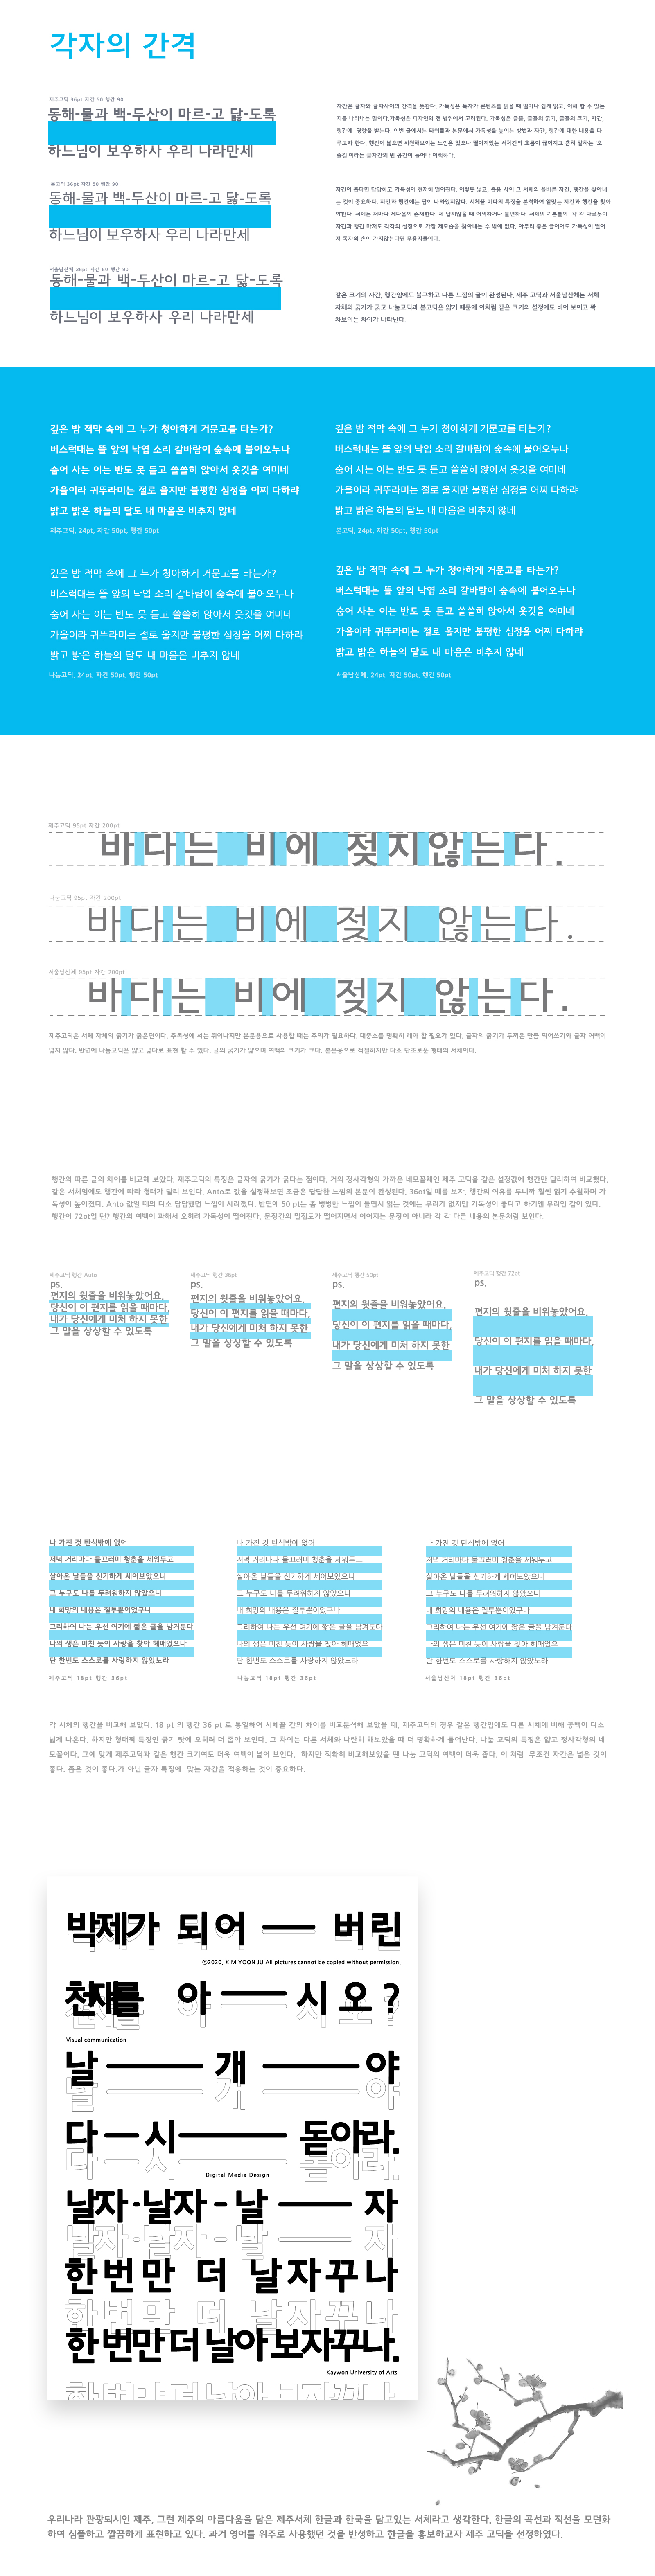 각자의 간격
제주고딕 36pt 자간 50 행간 90
동해-물과 백-두산이 마르-고 닳-도록
하느님이 보우하사 우리 나라만세
본고딕 36pt 자간 50 행간 90
동해-물과 백-두산이 마르-고 닳-도록
하느님이 보우하사 우리 나라만세
서울남산체 36pt 자간 50 행간 90
동해-물과 백-두산이 마르-고 닳-도록
하느님이 보우하사 우리 나라만세
자간은 글자와 글자사이의 간격을 뜻한다. 가독성은 독자가 콘텐츠를 읽을 때 얼마나 쉽게 읽고, 이해 할 수 있는
지를 나타내는 말이다.가독성은 디자인의 전 범위에서 고려된다. 가독성은 글꼴, 글꼴의 굵기, 글꼴의 크기, 자간,
행간에 영향을 받는다. 이번 글에서는 타이틀과 본문에서 가독성을 높이는 방법과 자간, 행간에 대한 내용을 다
루고자 한다. 행간이 넓으면 시원해보이는 느낌은 있으나 떨어져있는 서체간의 흐름이 끊어지고 흔히 말하는 '오
솔길'이라는 글자간의 빈 공간이 늘어나 어색하다.
자간이 좁다면 답답하고 가독성이 현저히 떨어진다. 이렇듯 넓고, 좁음 사이 그 서체의 올바른 자간, 행간을 찾아내
는 것이 중요하다. 자간과 행간에는 답이 나와있지않다. 서체를 마다의 특징을 분석하여 알맞는 자간과 행간을 찾아
야한다. 서체는 저마다 제다움이 존재한다. 제 답지않을 때 어색하거나 불편하다. 서체의 기본틀이 각 각 다르듯이
자간과 행간 마저도 각각의 설정으로 가장 제모습을 찾아내는 수 밖에 없다. 아무리 좋은 글이어도 가독성이 떨어
져 독자의 손이 가지않는다면 무용지물이다.
같은 크기의 자간, 행간임에도 불구하고 다른 느낌의 글이 완성된다. 제주 고딕과 서울남산체는 서체
자체의 굵기가 굵고 나눔고딕과 본고딕은 얇기 때문에 이처럼 같은 크기의 설정에도 비어 보이고 꽉
차보이는 차이가 나타난다.
깊은 밤 적막 속에 그 누가 청아하게 거문고를 타는가?
버스럭대는 뜰 앞의 낙엽 소리 갈바람이 숲속에 불어오누나
숨어 사는 이는 반도 못 듣고 쓸쓸히 앉아서 옷깃을 여미네
가을이라 귀뚜라미는 절로 울지만 불평한 심정을 어찌 다하랴
밝고 밝은 하늘의 달도 내 마음은 비추지 않네
제주고딕, 24pt, 자간 50pt, 행간 50pt
깊은 밤 적막 속에 그 누가 청아하게 거문고를 타는가?
버스럭대는 뜰 앞의 낙엽 소리 갈바람이 숲속에 불어오누나
숨어 사는 이는 반도 못 듣고 쓸쓸히 앉아서 옷깃을 여미네
가을이라 귀뚜라미는 절로 울지만 불평한 심정을 어찌 다하랴
밝고 밝은 하늘의 달도 내 마음은 비추지 않네
본고딕, 24pt, 자간 50pt, 행간 50pt
깊은 밤 적막 속에 그 누가 청아하게 거문고를 타는가?
버스럭대는 뜰 앞의 낙엽 소리 갈바람이 숲속에 불어오누나
숨어 사는 이는 반도 못 듣고 쓸쓸히 앉아서 옷깃을 여미네
가을이라 귀뚜라미는 절로 울지만 불평한 심정을 어찌 다하랴
밝고 밝은 하늘의 달도 내 마음은 비추지 않네
나눔고딕, 24pt, 자간 50pt, 행간 50pt
깊은 밤 적막 속에 그 누가 청아하게 거문고를 타는가?
버스럭대는 뜰 앞의 낙엽 소리 갈바람이 숲속에 불어오누나
숨어 사는 이는 반도 못 듣고 쓸쓸히 앉아서 옷깃을 여미네
가을이라 귀뚜라미는 절로 울지만 불평한 심정을 어찌 다하랴
밝고 밝은 하늘의 달도 내 마음은 비추지 않네
서울남산체, 24pt, 자간 50pt, 행간 50pt
제주고딕 95pt 자간 200pt
바다는 비에 젖지않는다.
나눔고딕 95pt 자간 200pt
바다는 비에 젖지 않는다.
서울남산체 95pt 자간 200pt
바다는 비에 젖지 않는다.
제주고딕은 서체 자체의 굵기가 굵은편이다. 주목성에 서는 뛰어나지만 본문용으로 사용할 때는 주의가 필요하다. 대중소를 명확히 해야 할 필요가 있다. 글자의 굵기가 두꺼운 만큼 띄어쓰기와 글자 여백이
넓지 않다. 반면에 나눔고딕은 얇고 넓다로 표현 할 수 있다. 글의 굵기가 얇으며 여백의 크기가 크다. 본문용으로 적절하지만 다소 단조로운 형태의 서체이다.
행간의 따른 글의 차이를 비교해 보았다. 제주고딕의 특징은 글자의 굵기가 굵다는 점이다. 거의 정사각형의 가까운 네모꼴체인 제주 고딕을 같은 설정값에 행간만 달리하여 비교했다.
같은 서체임에도 행간에 따라 형태가 달리 보인다. Anto로 값을 설정해보면 조금은 답답한 느낌의 본문이 완성된다. 36pt일 때를 보자. 행간의 여유를 두니까 훨씬 읽기 수월하며 가
독성이 높아졌다. Anto 값일 때의 다소 답답했던 느낌이 사라졌다. 반면에 50 pt는 좀 벙벙한 느낌이 들면서 읽는 것에는 무리가 없지만 가독성이 좋다고 하기엔 무리인 감이 있다.
행간이 72pt일 땐? 행간의 여백이 과해서 오히려 가독성이 떨어진다. 문장간의 밀집도가 떨어지면서 이어지는 문장이 아니라 각 각 다른 내용의 본문처럼 보인다.
제주고딕 행간 Auto
ps.
편지의 윗줄을 비워놓았어요.
당신이 이 편지를 읽을 때마다,
내가 당신에게 미처 하지 못한
그 말을 상상할 수 있도록
제주고딕 행간 36pt
ps.
편지의 윗줄을 비워놓았어요.
당신이 이 편지를 읽을 때마다,
내가 당신에게 미처 하지 못한
그 말을 상상할 수 있도록
제주고딕 행간 50pt
ps.
편지의 윗줄을 비워놓았어요.
당신이 이 편지를 읽을 때마다,
내가 당신에게 미처 하지 못한
그 말을 상상할 수 있도록
제주고딕 행간 72pt
ps.
편지의 윗줄을 비워놓았어요.
당신이 이 편지를 읽을 때마다,
내가 당신에게 미처 하지 못한
그 말을 상상할 수 있도록
나 가진 것 탄식밖에 없어
저녁 거리마다 물끄러미 청춘을 세워두고
살아온 날들을 신기하게 세어보았으니
그 누구도 나를 두려워하지 않았으니
내 희망의 내용은 질투뿐이었구나
그리하여 나는 우선 여기에 짧은 글을 남겨둔다
나의 생은 미친 듯이 사랑을 찾아 헤매었으나
단 한번도 스스로를 사랑하지 않았노라
제주고딕 18pt 행간 36pt
나 가진 것 탄식밖에 없어
저녁 거리마다 물끄러미 청춘을 세워두고
살아온 날들을 신기하게 세어보았으니
그 누구도 나를 두려워하지 않았으니
내 희망의 내용은 질투뿐이었구나
그리하여 나는 우선 여기에 짧은 글을 남겨둔다
나의 생은 미친 듯이 사랑을 찾아 헤매었으
단 한번도 스스로를 사랑하지 않았노라
나눔고딕 18pt 행간 36pt
나 가진 것 탄식밖에 없어
저녁 거리마다 물끄러미 청춘을 세워두고
살아온 날들을 신기하게 세어보았으니
그 누구도 나를 두려워하지 않았으니
내 희망의 내용은 질투뿐이었구나
그리하여 나는 우선 여기에 짧은 글을 남겨둔다
나의 생은 미친 듯이 사랑을 찾아 헤매었으
단 한번도 스스로를 사랑하지 않았노라
서울남산체 18pt 행간 36pt
각 서체의 행간을 비교해 보았다. 18 pt 의 행간 36 pt 로 통일하여 서체끼리 간의 차이를 비교분석해 보았을 때, 제주고딕의 경우 같은 행간임에도 다른 서체에 비해 공백이 다소
넓게 나온다. 하지만 형태적 특징인 굵기 탓에 오히려 더 좁아 보인다. 그 차이는 다른 서체와 나란히 해보았을 때 더 명확하게 들어난다. 나눔 고딕의 특징은 얇고 정사각형의 네
모꼴이다. 그에 맞게 제주고딕과 같은 행간 크기여도 더욱 여백이 넓어 보인다. 하지만 적확히 비교해보았을 땐 나눔 고딕의 여백이 더욱 좁다. 이 처럼 무조건 자간은 넓은 것이
좋다. 좁은 것이 좋다.가 아닌 글자 특징에 맞는 자간을 적용하는 것이 중요하다.
박제가 되어 — 버린
©2020. KIM YOON JU All pictures cannot be copied without permission.
천재를 아 — 시오?
Visual communication
날 — 개 — 야
다 — 시 — 돋아라.
Digital Media Design
날자·날자-날 — 자
한번만 더 날자꾸나
한번만더날아보자꾸나.
Kaywon University of Arts
우리나라 관광되시인 제주, 그런 제주의 아름다움을 담은 제주서체 한글과 한국을 담고있는 서체라고 생각한다. 한글의 곡선과 직선을 모던화
하여 심플하고 깔끔하게 표현하고 있다. 과거 영어를 위주로 사용했던 것을 반성하고 한글을 홍보하고자 제주 고딕을 선정하였다.